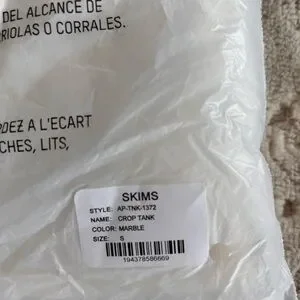 DEL ALCANCE DE
RIOLAS O CORRALES.
DEZ A L'ECART
CHES, LITS,
SKIMS
STYLE: AP-TNK-1372
NAME: CROP TANK
COLOR: MARBLE
SIZE: S
194378586669